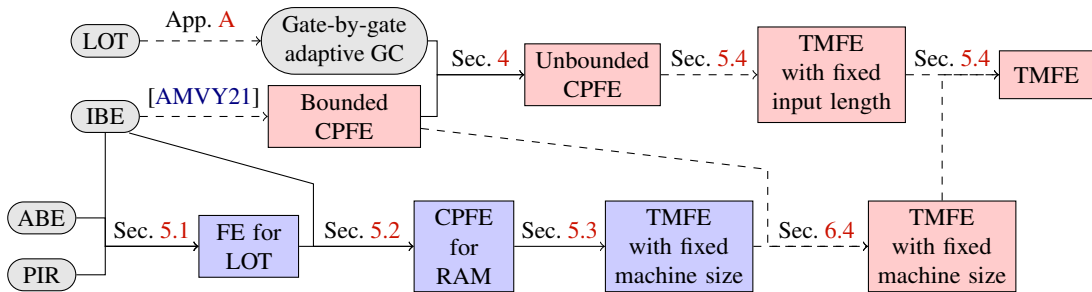 LOT
App. A
Gate-by-gate
adaptive GC
Sec. 4
Unbounded
CPFE
Sec. 5.4
TMFE
with fixed
input length
Sec. 5.4
TMFE
IBE
[AMVY21]
Bounded
CPFE
ABE
PIR
Sec. 5.1
FE for
LOT
Sec. 5.2
CPFE
for
RAM
Sec. 5.3
TMFE
with fixed
machine size
Sec. 6.4
TMFE
with fixed
machine size